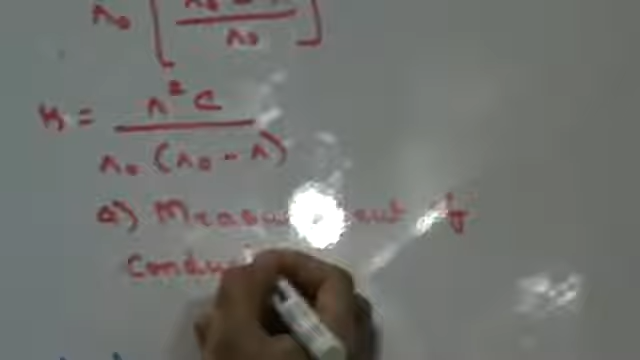 Λ₀ [ Λ₀ - Λ / Λ₀ ]
K = Λ² C / Λ₀ (Λ₀ - Λ)
a) Measurement of
Conduc